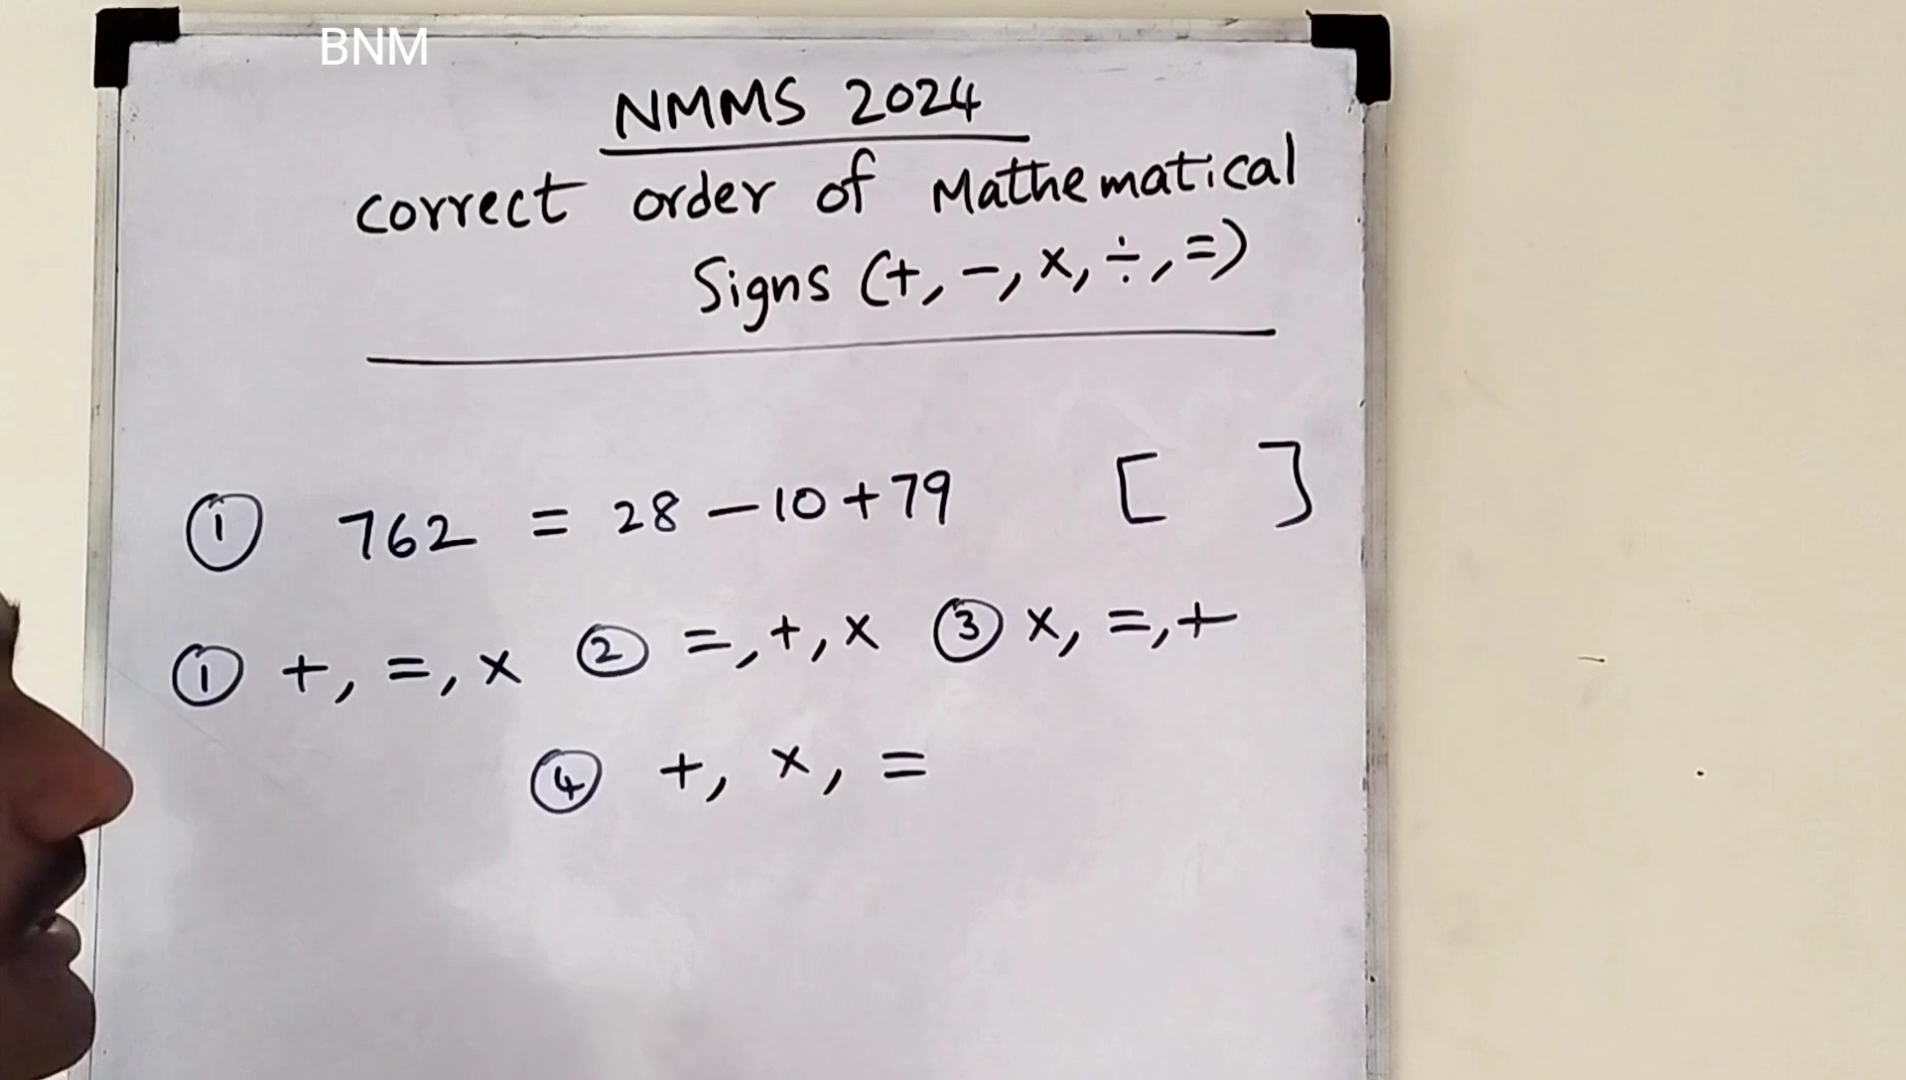 BNM
NMMS 2024
correct order of Mathematical
Signs (+, -, x, ÷, =)
① 762 = 28 - 10 + 79 [ ]
① +, =, x ② =, +, x ③ x, =, +
④ +, x, =